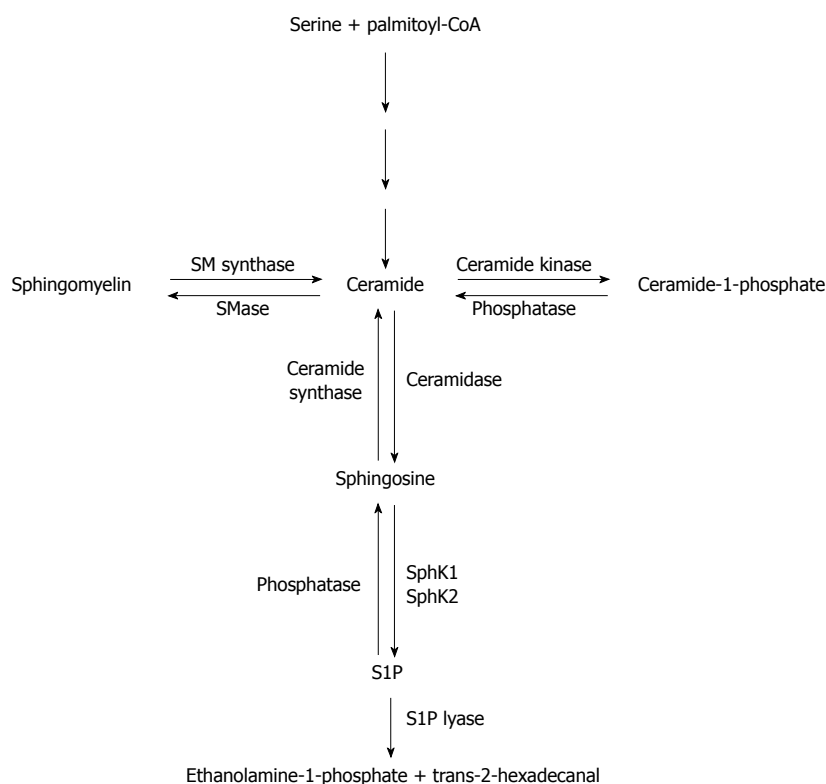 Serine + palmitoyl-CoA
SM synthase
Ceramide kinase
Sphingomyelin
Ceramide
Ceramide-1-phosphate
SMase
Phosphatase
Ceramide
synthase
Ceramidase
Sphingosine
Phosphatase
SphK1
SphK2
S1P
S1P lyase
Ethanolamine-1-phosphate + trans-2-hexadecanal